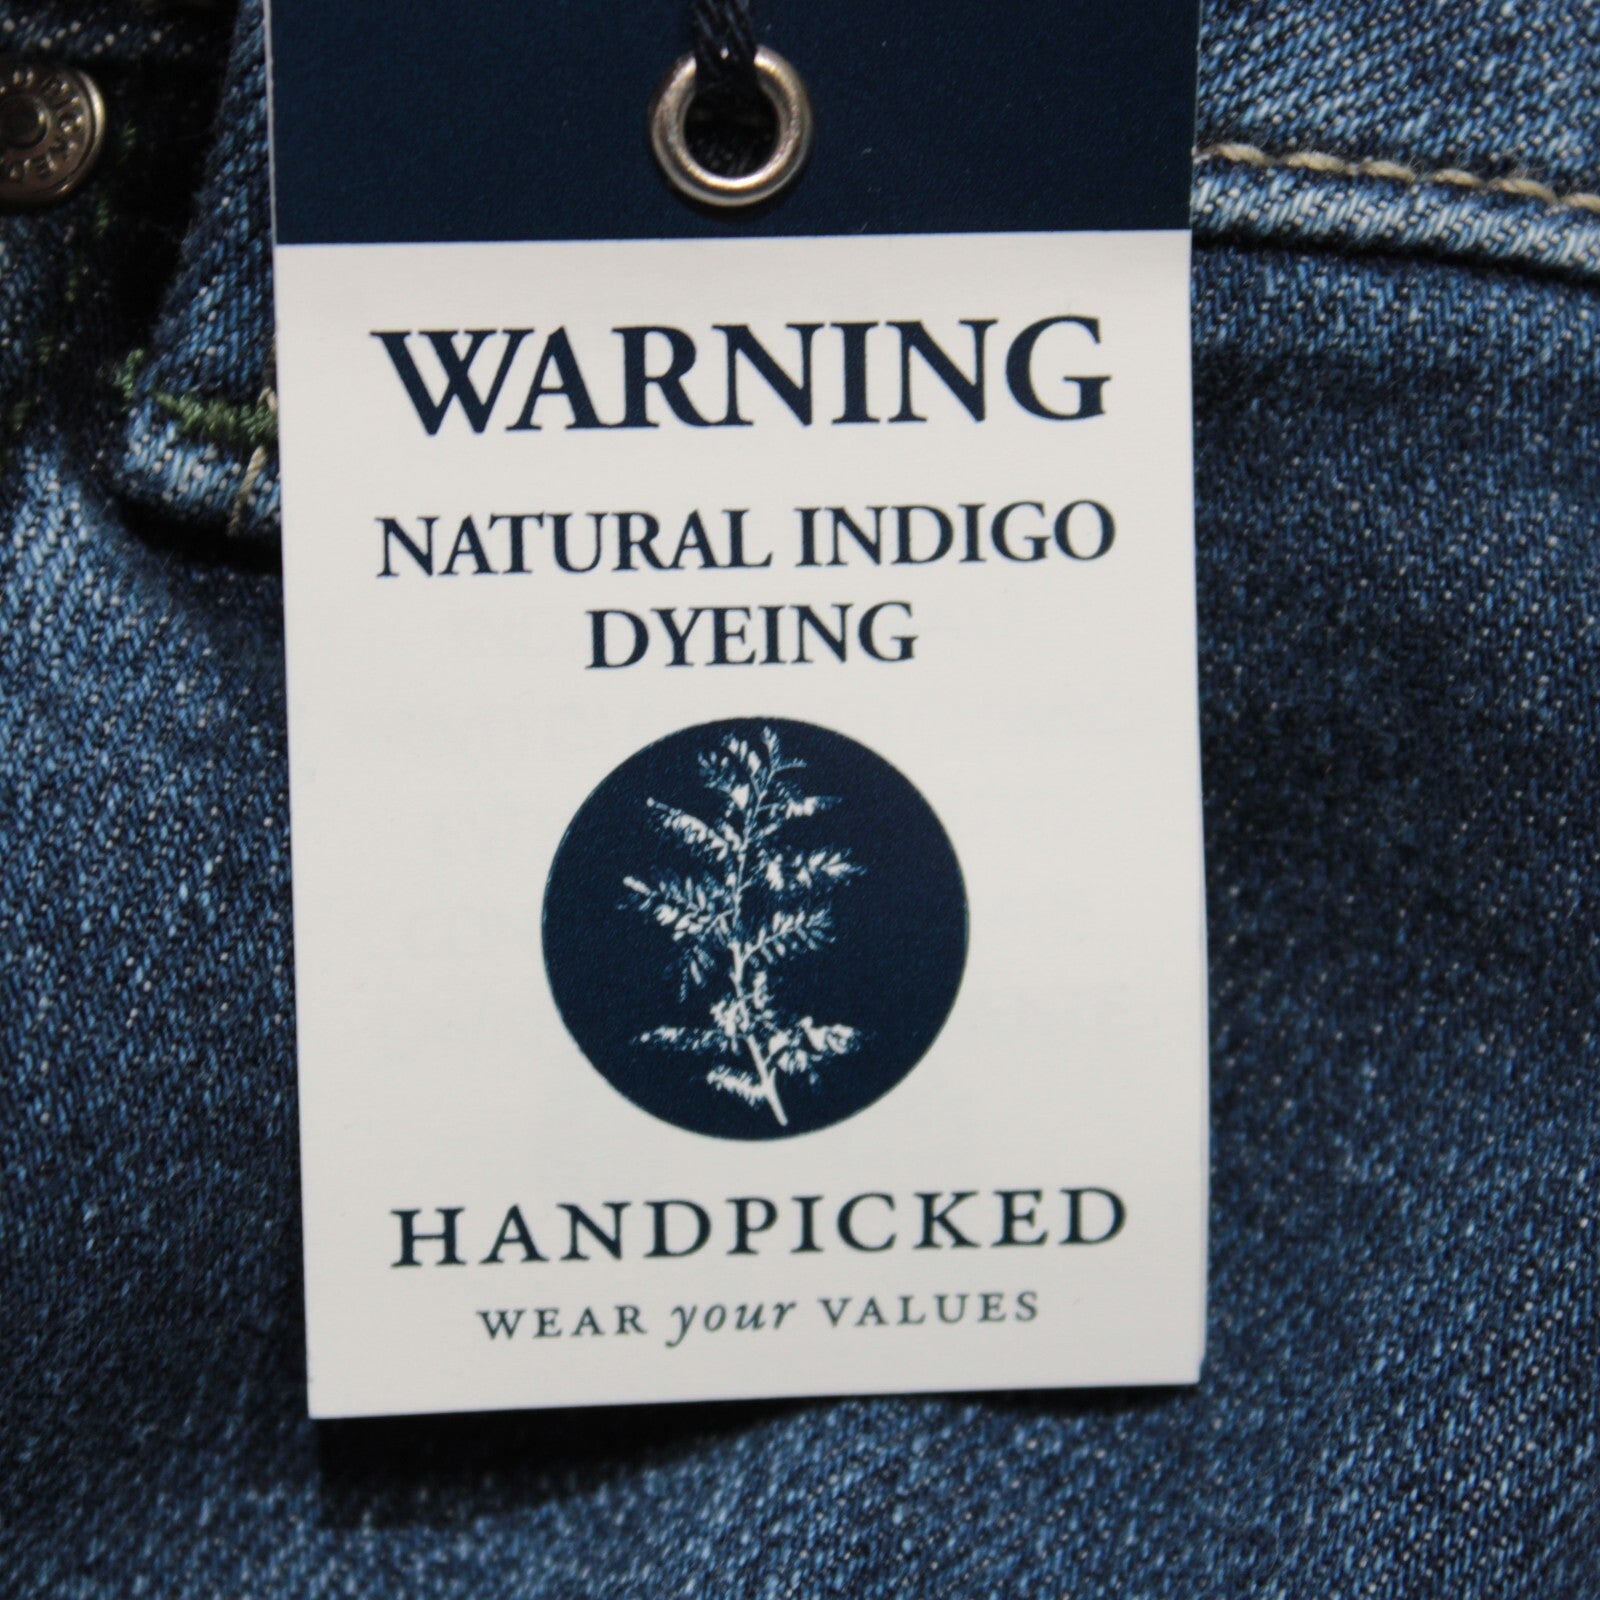 WARNING
NATURAL INDIGO
DYEING
HANDPICKED
WEAR your VALUES